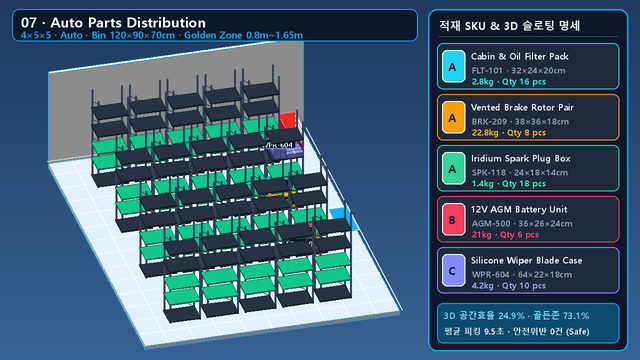 07 · Auto Parts Distribution
4×5×5 · Auto · Bin 120×90×70cm · Golden Zone 0.8m~1.65m
WPR-604
적재 SKU & 3D 슬로팅 명세
A
Cabin & Oil Filter Pack
FLT-101 · 32×24×20cm
2.8kg · Qty 16 pcs
A
Vented Brake Rotor Pair
BRK-209 · 38×36×18cm
22.8kg · Qty 8 pcs
A
Iridium Spark Plug Box
SPK-118 · 24×18×14cm
1.4kg · Qty 18 pcs
B
12V AGM Battery Unit
AGM-500 · 36×26×24cm
21kg · Qty 6 pcs
C
Silicone Wiper Blade Case
WPR-604 · 64×22×18cm
4.2kg · Qty 10 pcs
3D 공간효율 24.9% · 골든존 73.1%
평균 피킹 9.5초 · 안전위반 0건 (Safe)